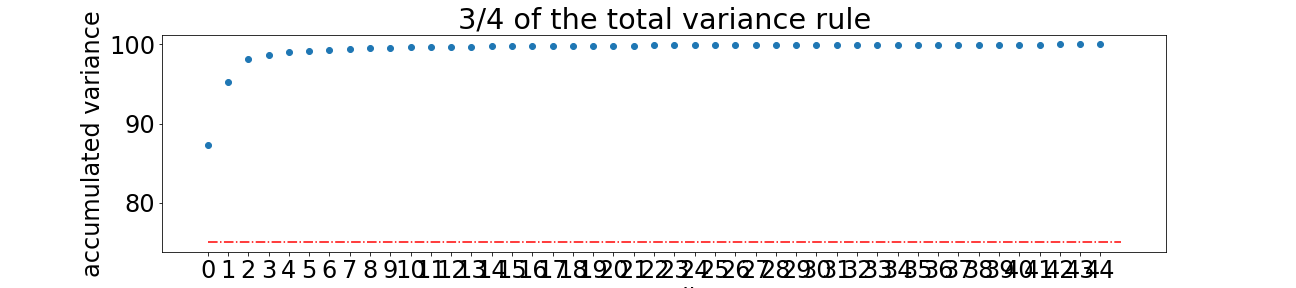 3/4 of the total variance rule
accumulated variance
100
90
80
0 1 2 3 4 5 6 7 8 9 10 11 12 13 14 15 16 17 18 19 20 21 22 23 24 25 26 27 28 29 30 31 32 33 34 35 36 37 38 39 40 41 42 43 44